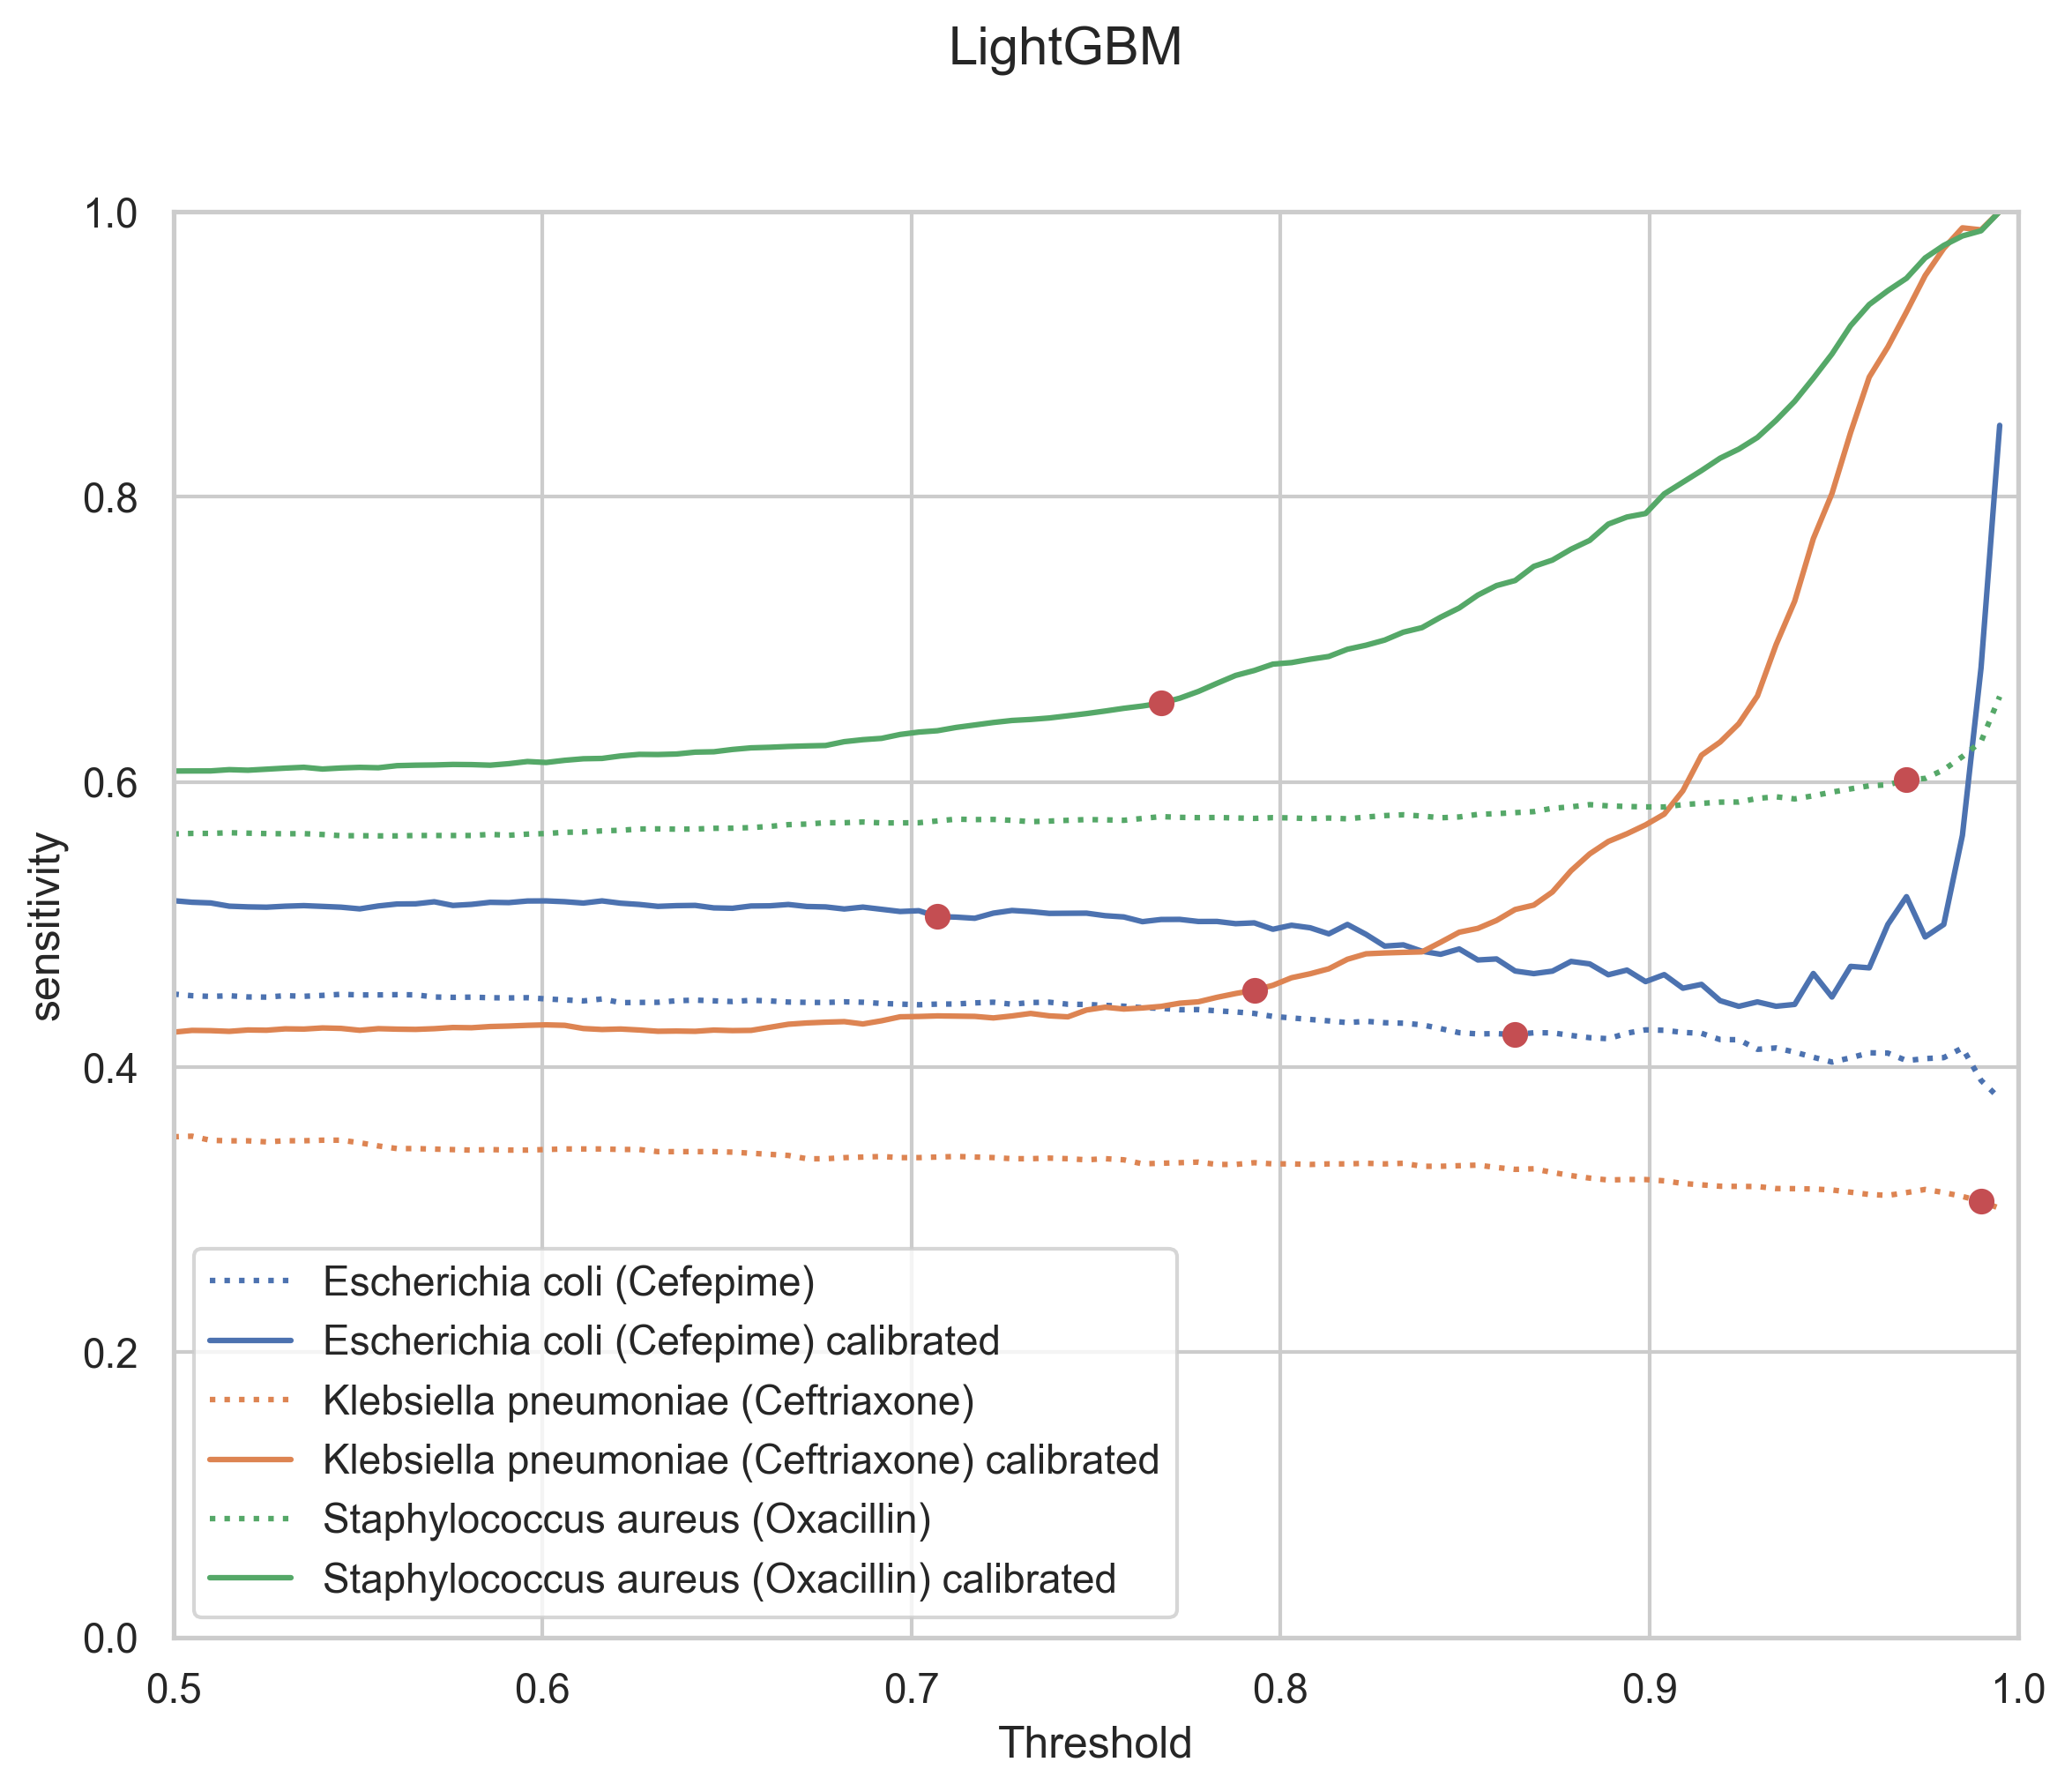 LightGBM
1.0
0.8
0.6
0.4
0.2
0.0
sensitivity
Escherichia coli (Cefepime)
Escherichia coli (Cefepime) calibrated
Klebsiella pneumoniae (Ceftriaxone)
Klebsiella pneumoniae (Ceftriaxone) calibrated
Staphylococcus aureus (Oxacillin)
Staphylococcus aureus (Oxacillin) calibrated
0.5 0.6 0.7 0.8 0.9 1.0
Threshold